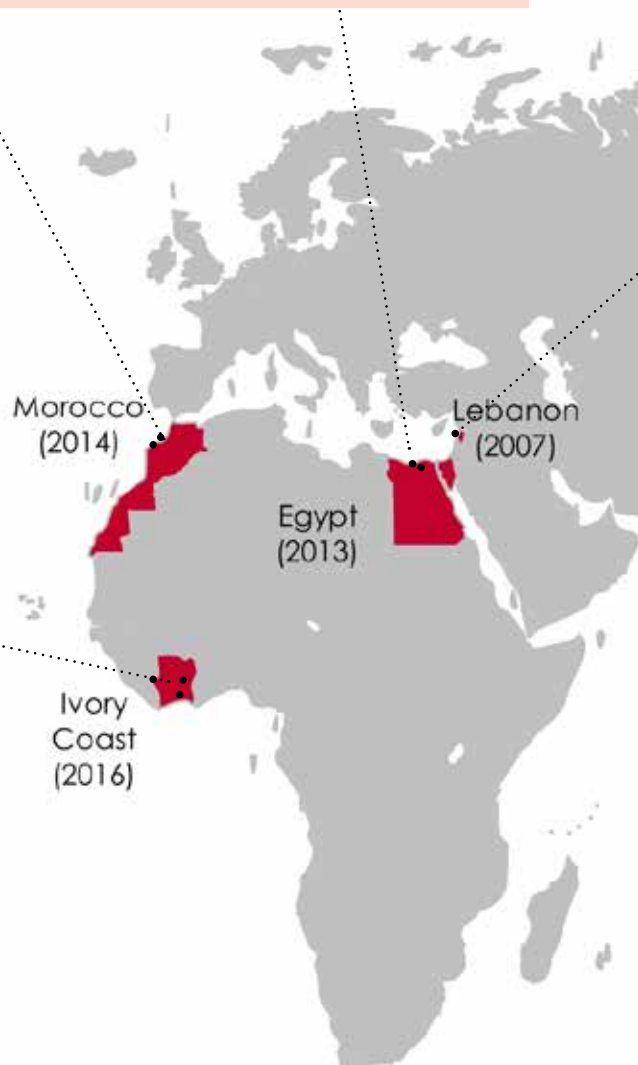 Morocco
(2014)
Lebanon
(2007)
Egypt
(2013)
Ivory
Coast
(2016)